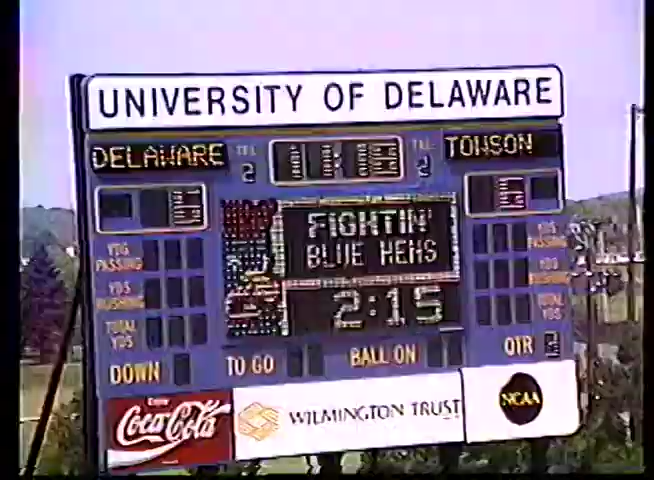 UNIVERSITY OF DELAWARE
DELAWARE TOL 2 TOL 2 TOWSON
FIGHTIN'
BLUE HENS
2:15
YDS PASSING
YDS PASSING
YDS RUSHING
YDS RUSHING
TOTAL YDS
TOTAL YDS
DOWN TO GO BALL ON QTR 2
Enjoy
Coca-Cola
WILMINGTON TRUST
NCAA